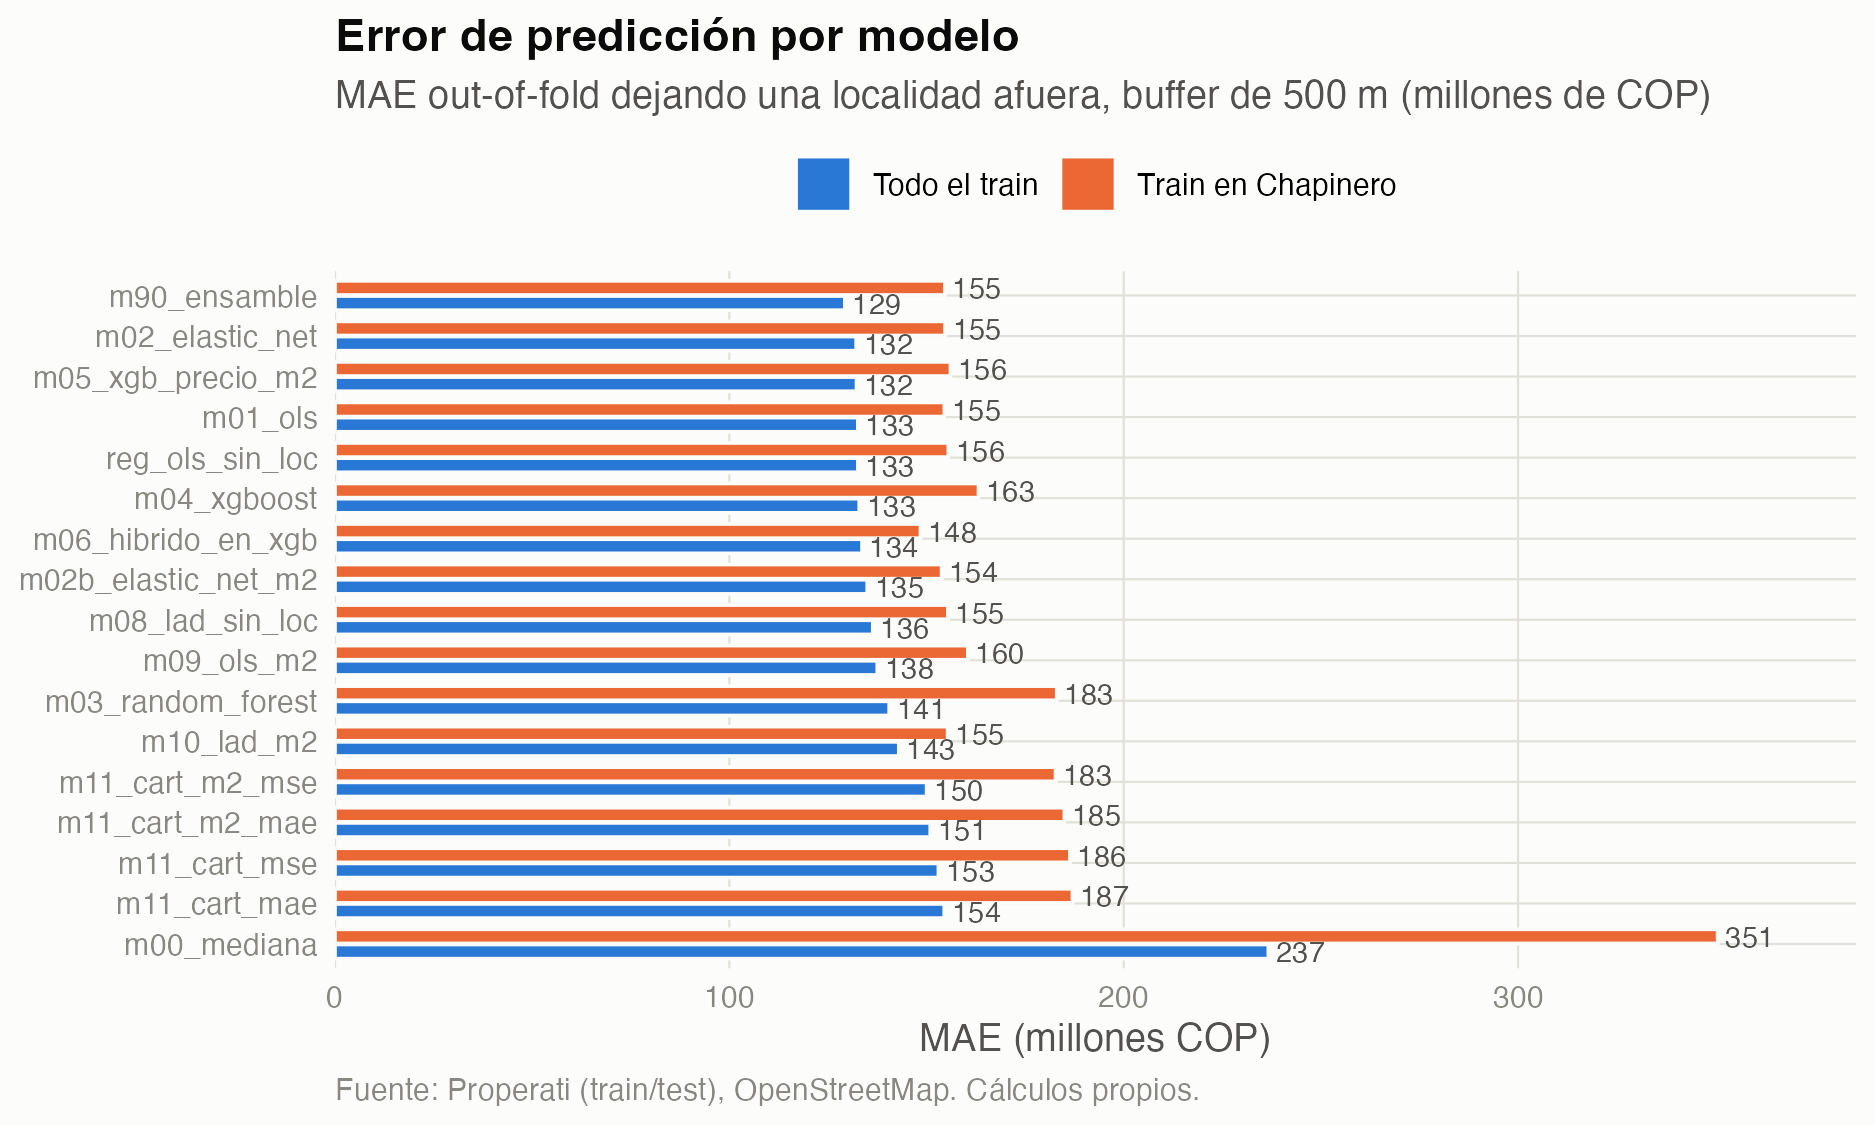 Error de predicción por modelo
MAE out-of-fold dejando una localidad afuera, buffer de 500 m (millones de COP)
Todo el train Train en Chapinero
m90_ensamble 155
129
m02_elastic_net 155
132
m05_xgb_precio_m2 156
132
m01_ols 155
133
reg_ols_sin_loc 156
133
m04_xgboost 163
133
m06_hibrido_en_xgb 148
134
m02b_elastic_net_m2 154
135
m08_lad_sin_loc 155
136
m09_ols_m2 160
138
m03_random_forest 183
141
m10_lad_m2 155
143
m11_cart_m2_mse 183
150
m11_cart_m2_mae 185
151
m11_cart_mse 186
153
m11_cart_mae 187
154
m00_mediana 351
237
0 100 200 300
MAE (millones COP)
Fuente: Properati (train/test), OpenStreetMap. Cálculos propios.